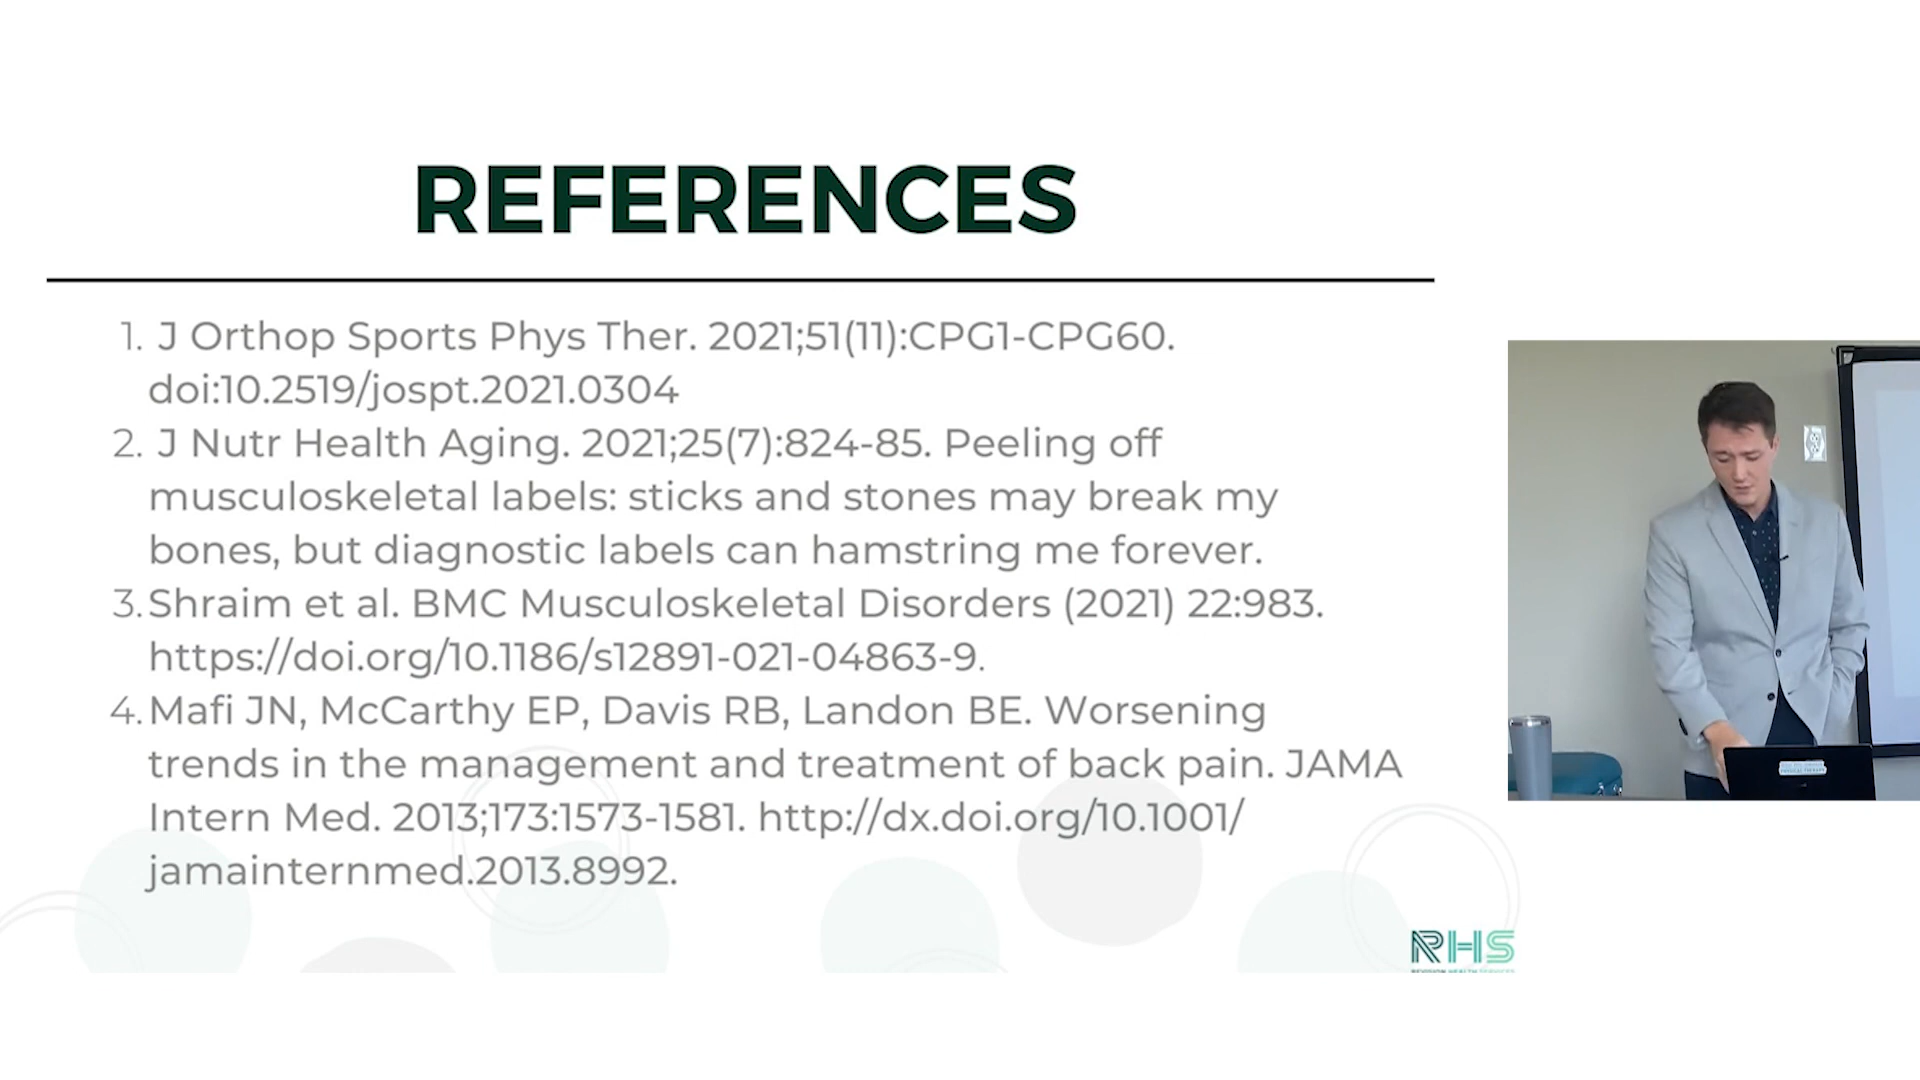 REFERENCES
1. J Orthop Sports Phys Ther. 2021;51(11):CPG1-CPG60.
doi:10.2519/jospt.2021.0304
2. J Nutr Health Aging. 2021;25(7):824-85. Peeling off
musculoskeletal labels: sticks and stones may break my
bones, but diagnostic labels can hamstring me forever.
3. Shraim et al. BMC Musculoskeletal Disorders (2021) 22:983.
https://doi.org/10.1186/s12891-021-04863-9.
4. Mafi JN, McCarthy EP, Davis RB, Landon BE. Worsening
trends in the management and treatment of back pain. JAMA
Intern Med. 2013;173:1573-1581. http://dx.doi.org/10.1001/
jamainternmed.2013.8992.
RHS
REVISION HEALTH SERVICES